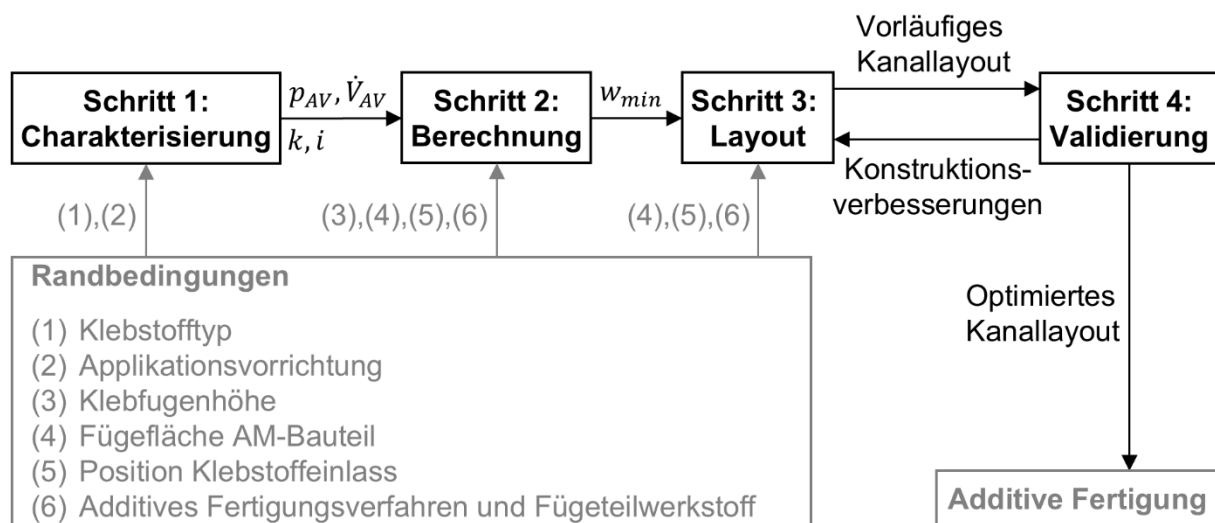 Schritt 1:
Charakterisierung
p_AV, V̇_AV
k, i
Schritt 2:
Berechnung
w_min
Schritt 3:
Layout
Vorläufiges
Kanallayout
Schritt 4:
Validierung
Konstruktions-
verbesserungen
(1),(2)
(3),(4),(5),(6)
(4),(5),(6)
Randbedingungen
(1) Klebstofftyp
(2) Applikationsvorrichtung
(3) Klebfugenhöhe
(4) Fügefläche AM-Bauteil
(5) Position Klebstoffeinlass
(6) Additives Fertigungsverfahren und Fügeteilwerkstoff
Optimiertes
Kanallayout
Additive Fertigung